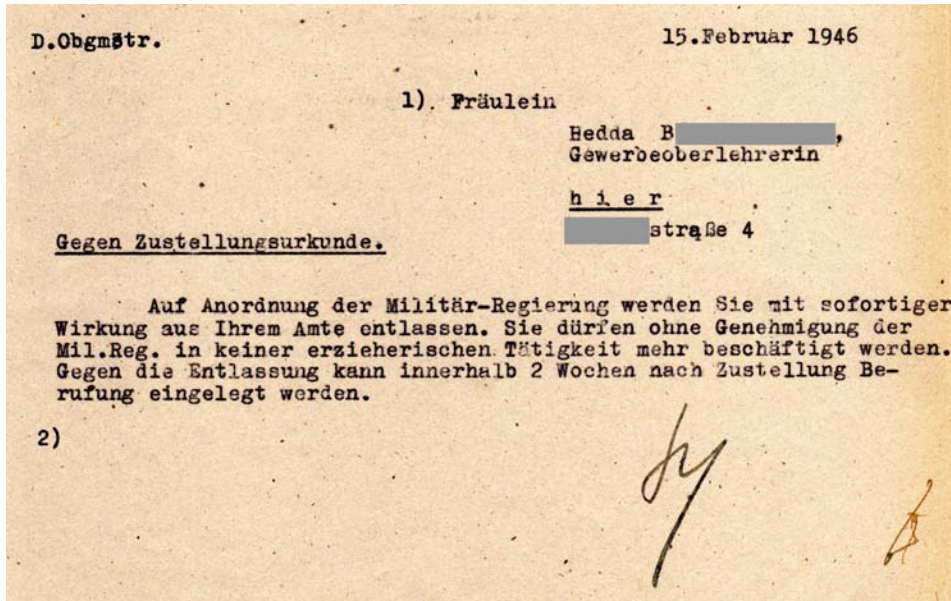 D.Obgmstr.
15.Februar 1946
1). Fräulein
Hedda B
Gewerbeoberlehrerin
h i e r
straße 4
Gegen Zustellungsurkunde.
Auf Anordnung der Militär-Regierung werden Sie mit sofortiger
Wirkung aus Ihrem Amte entlassen. Sie dürfen ohne Genehmigung der
Mil.Reg. in keiner erzieherischen Tätigkeit mehr beschäftigt werden.
Gegen die Entlassung kann innerhalb 2 Wochen nach Zustellung Be-
rufung eingelegt werden.
2)